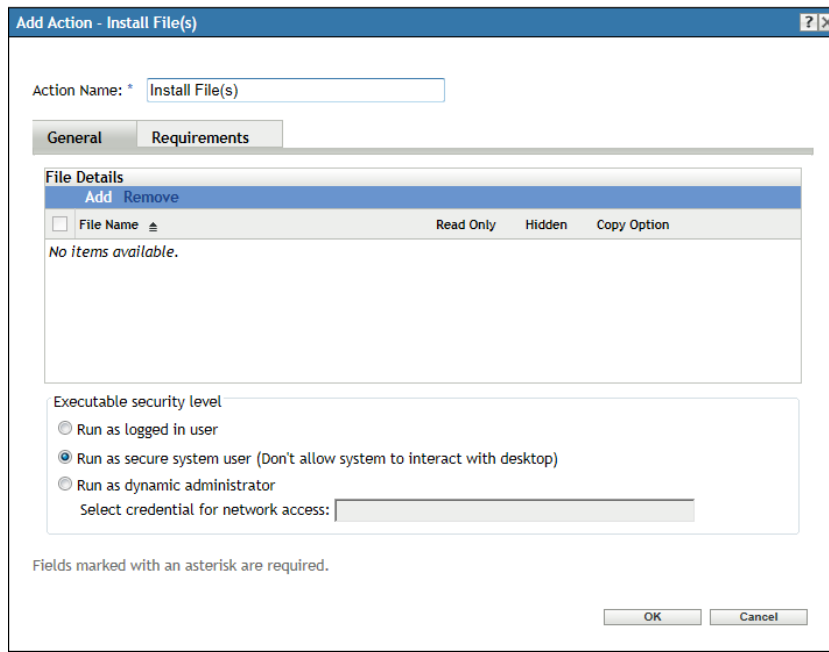 Add Action - Install File(s)
? X
Action Name: * Install File(s)
General Requirements
File Details
Add Remove
File Name Read Only Hidden Copy Option
No items available.
Executable security level
Run as logged in user
Run as secure system user (Don't allow system to interact with desktop)
Run as dynamic administrator
Select credential for network access:
Fields marked with an asterisk are required.
OK Cancel